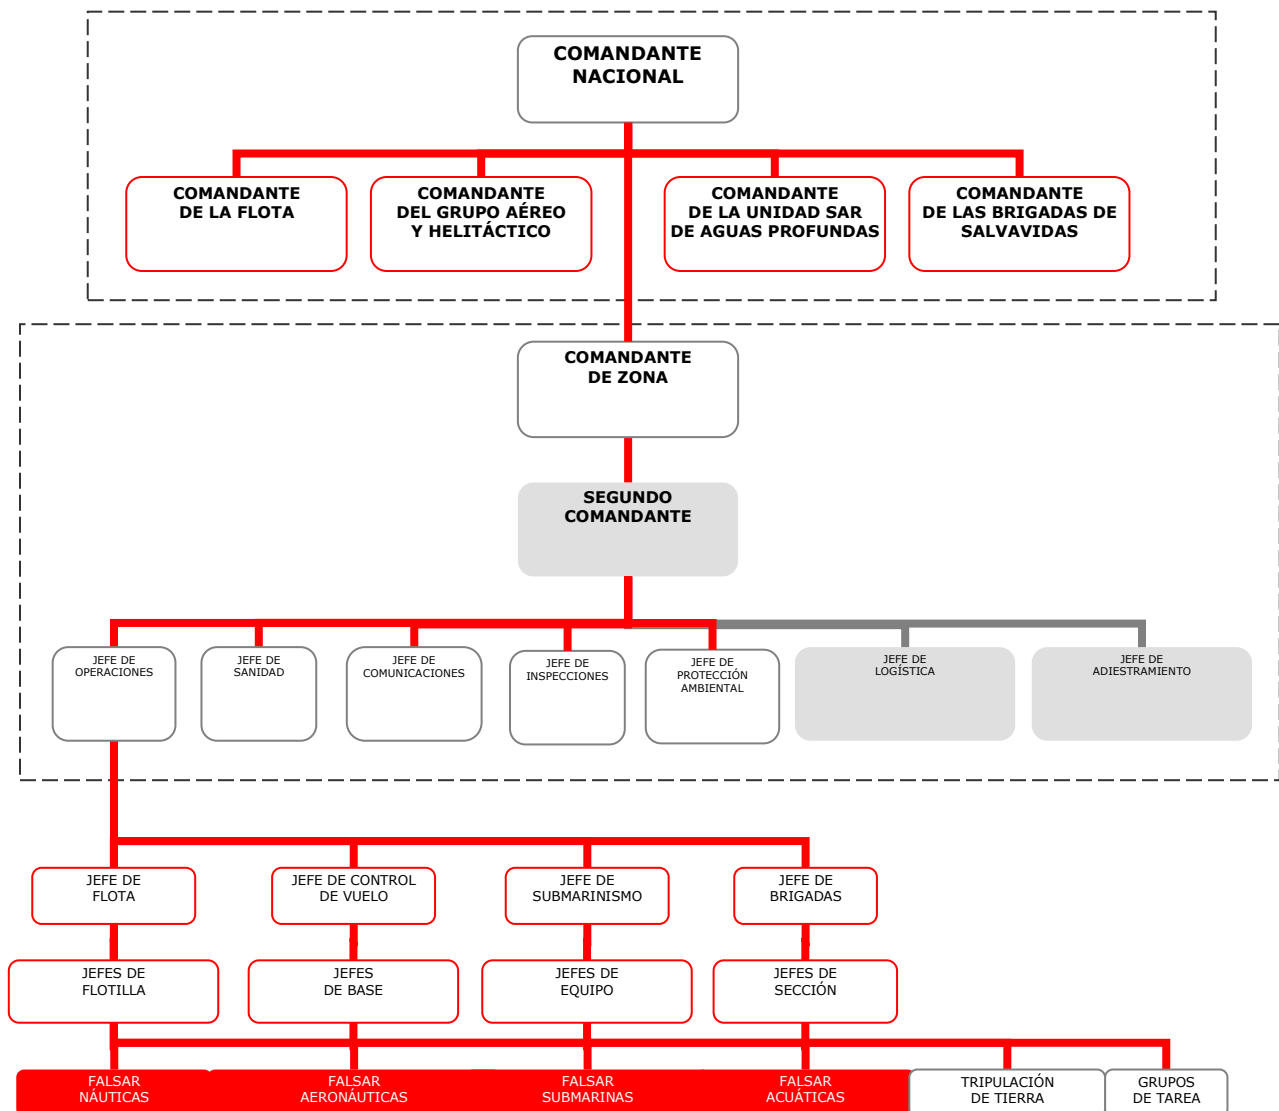 COMANDANTE
NACIONAL
COMANDANTE
DE LA FLOTA
COMANDANTE
DEL GRUPO AÉREO
Y HELITÁCTICO
COMANDANTE
DE LA UNIDAD SAR
DE AGUAS PROFUNDAS
COMANDANTE
DE LAS BRIGADAS DE
SALVAVIDAS
COMANDANTE
DE ZONA
SEGUNDO
COMANDANTE
JEFE DE
OPERACIONES
JEFE DE
SANIDAD
JEFE DE
COMUNICACIONES
JEFE DE
INSPECCIONES
JEFE DE
PROTECCIÓN
AMBIENTAL
JEFE DE
LOGÍSTICA
JEFE DE
ADIESTRAMIENTO
JEFE DE
FLOTA
JEFE DE CONTROL
DE VUELO
JEFE DE
SUBMARINISMO
JEFE DE
BRIGADAS
JEFES DE
FLOTILLA
JEFES
DE BASE
JEFES DE
EQUIPO
JEFES DE
SECCIÓN
FALSAR
NÁUTICAS
FALSAR
AERONÁUTICAS
FALSAR
SUBMARINAS
FALSAR
ACUÁTICAS
TRIPULACIÓN
DE TIERRA
GRUPOS
DE TAREA